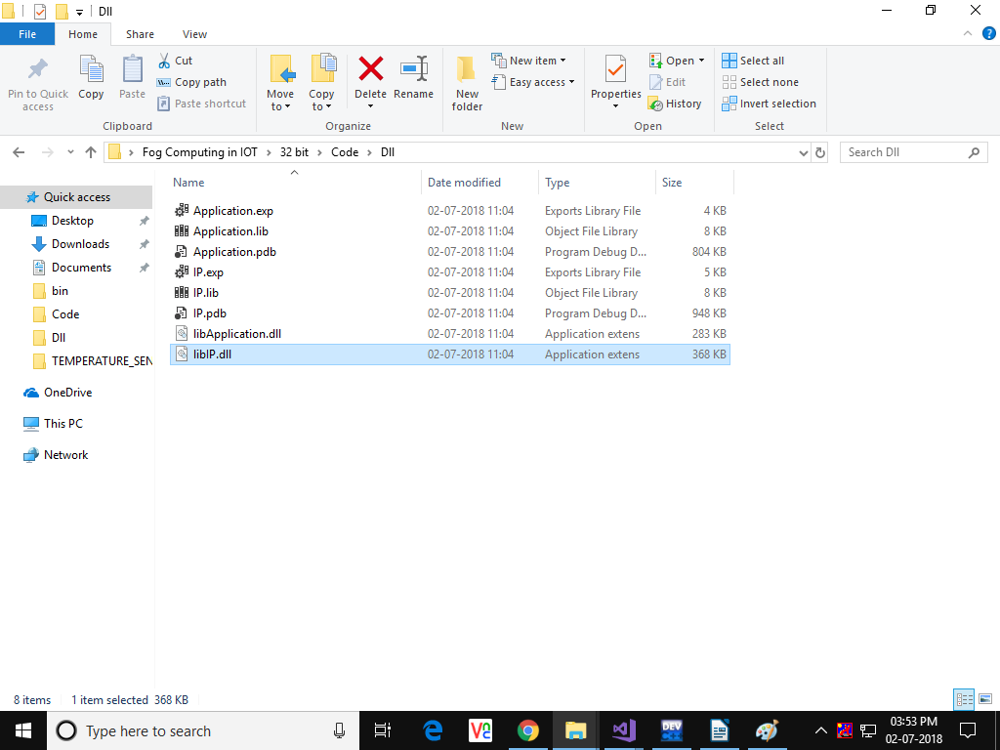 Dll
File Home Share View
Pin to Quick access
Copy
Paste
Cut
Copy path
Paste shortcut
Clipboard
Move to
Copy to
Delete
Rename
Organize
New folder
New item
Easy access
New
Properties
Open
Edit
History
Open
Select all
Select none
Invert selection
Select
Fog Computing in IOT > 32 bit > Code > Dll
Search Dll
Quick access
Desktop
Downloads
Documents
bin
Code
Dll
TEMPERATURE_SEN
OneDrive
This PC
Network
Name Date modified Type Size
Application.exp 02-07-2018 11:04 Exports Library File 4 KB
Application.lib 02-07-2018 11:04 Object File Library 8 KB
Application.pdb 02-07-2018 11:04 Program Debug D... 804 KB
IP.exp 02-07-2018 11:04 Exports Library File 5 KB
IP.lib 02-07-2018 11:04 Object File Library 8 KB
IP.pdb 02-07-2018 11:04 Program Debug D... 948 KB
libApplication.dll 02-07-2018 11:04 Application extens 283 KB
libIP.dll 02-07-2018 11:04 Application extens 368 KB
8 items 1 item selected 368 KB
Type here to search
DEV
03:53 PM
02-07-2018